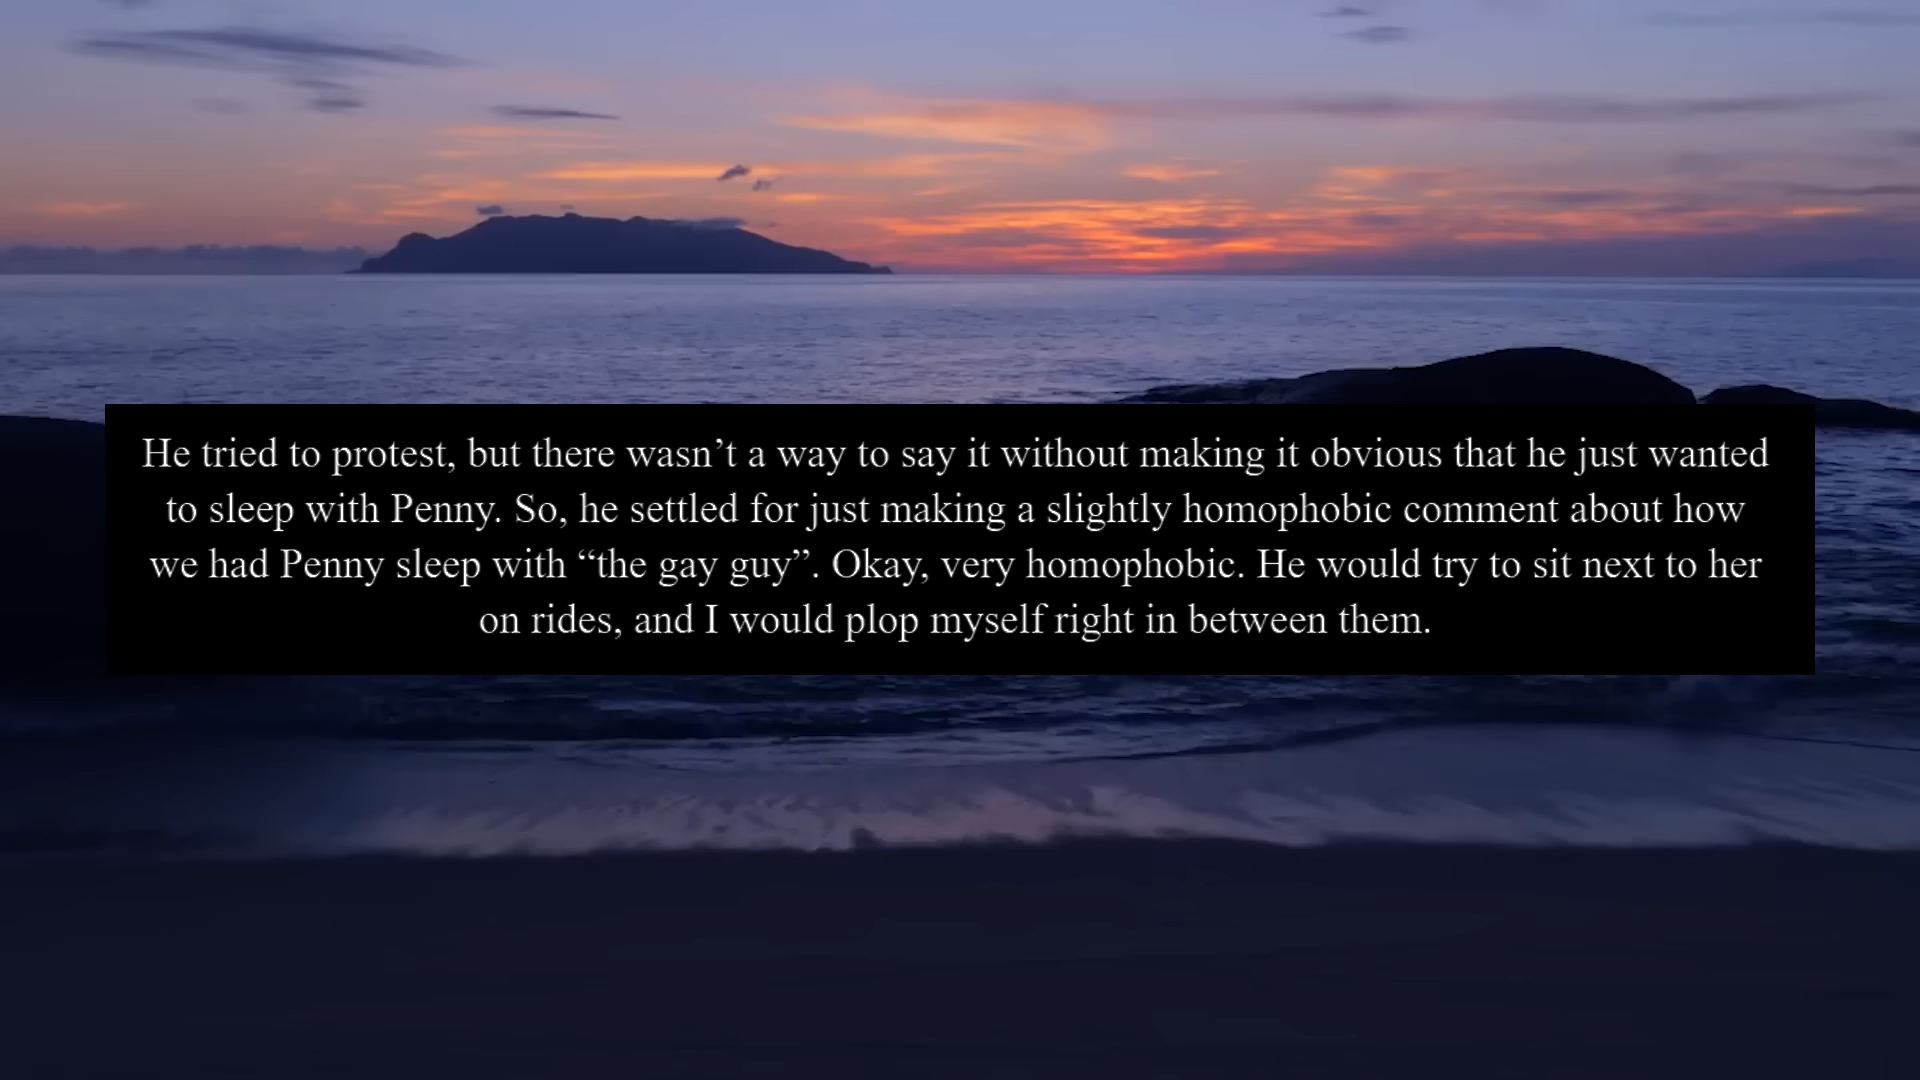 He tried to protest, but there wasn’t a way to say it without making it obvious that he just wanted
to sleep with Penny. So, he settled for just making a slightly homophobic comment about how
we had Penny sleep with “the gay guy”. Okay, very homophobic. He would try to sit next to her
on rides, and I would plop myself right in between them.